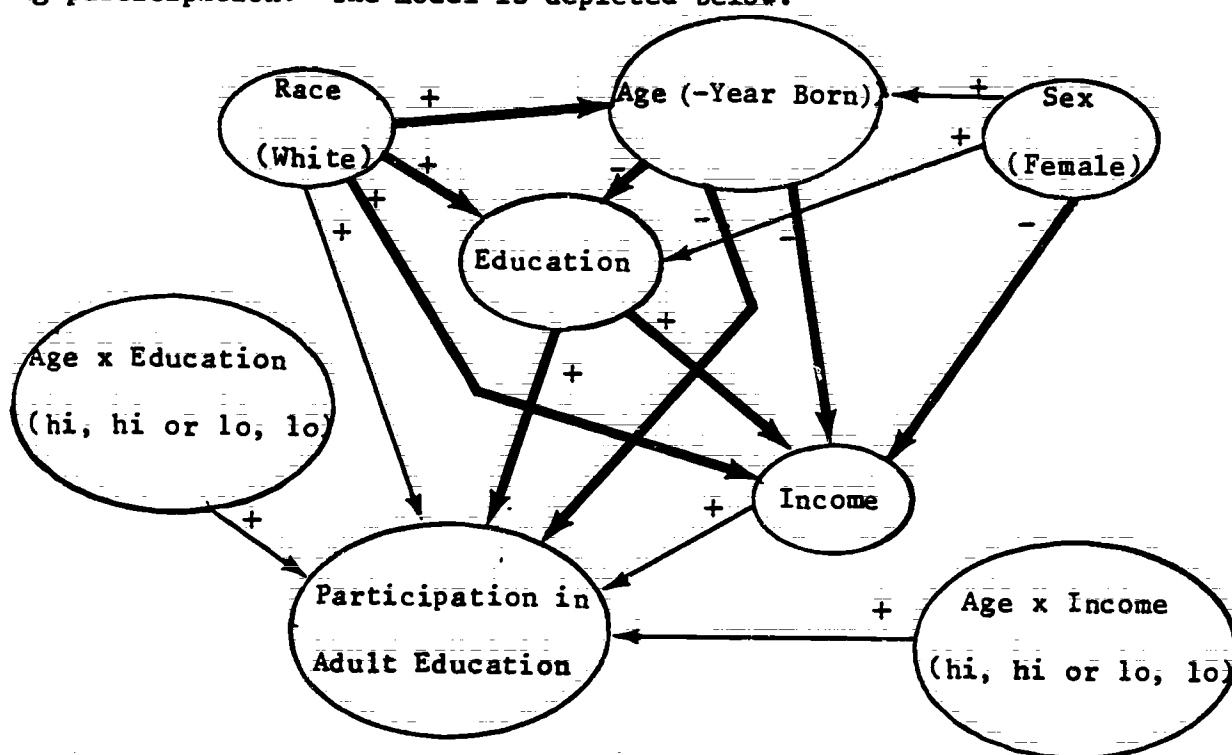 g participation. The model is depicted below.
Race
(White)
+
Age (-Year Born)
+
Sex
(Female)
+
+
-
+
+
Education
-
-
-
+
Age x Education
(hi, hi or lo, lo)
+
+
Income
+
+
Participation in
Adult Education
+
Age x Income
(hi, hi or lo, lo)